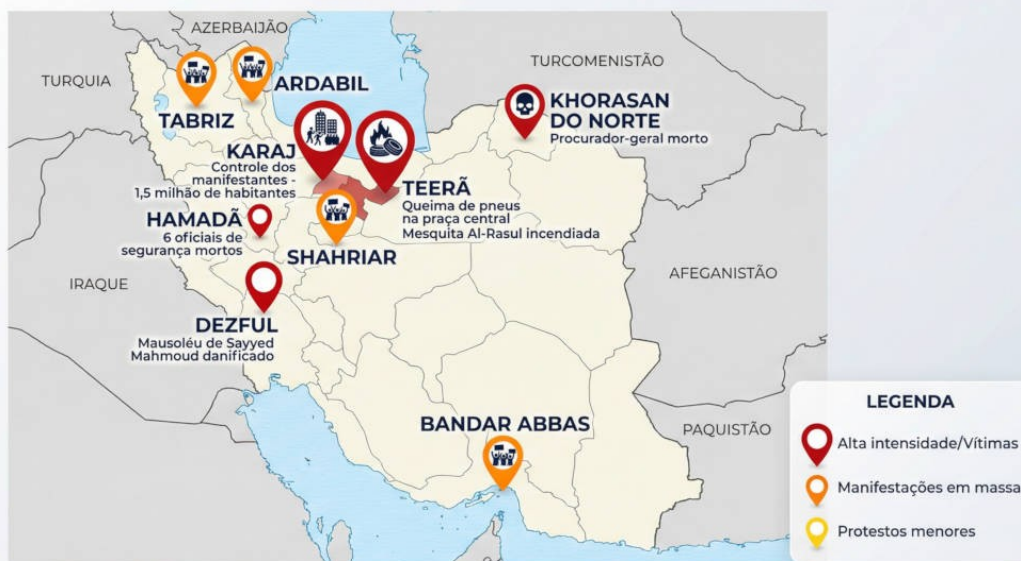 AZERBAIJÃO
TURQUIA
TURCOMENISTÃO
ARDABIL
TABRIZ
KHORASAN
DO NORTE
Procurador-geral morto
KARAJ
Controle dos
manifestantes -
1,5 milhão de habitantes
TEERÃ
Queima de pneus
na praça central
Mesquita Al-Rasul incendiada
HAMADÃ
6 oficiais de
segurança mortos
SHAHRIAR
IRAQUE
AFEGANISTÃO
DEZFUL
Mausoléu de Sayyed
Mahmoud danificado
BANDAR ABBAS
PAQUISTÃO
LEGENDA
Alta intensidade/Vítimas
Manifestações em massa
Protestos menores